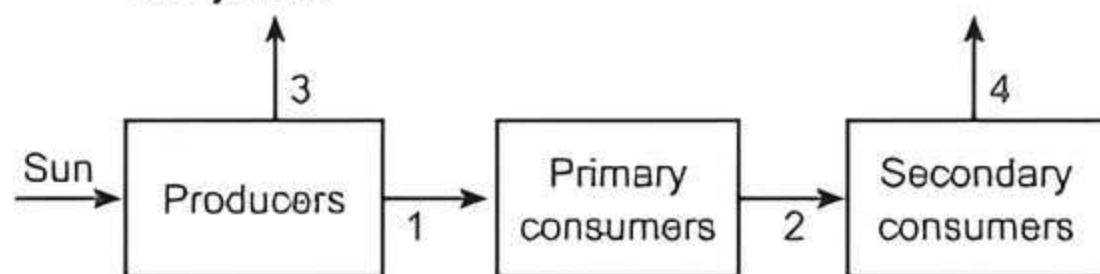 3
4
Sun
Producers
1
Primary
consumers
2
Secondary
consumers